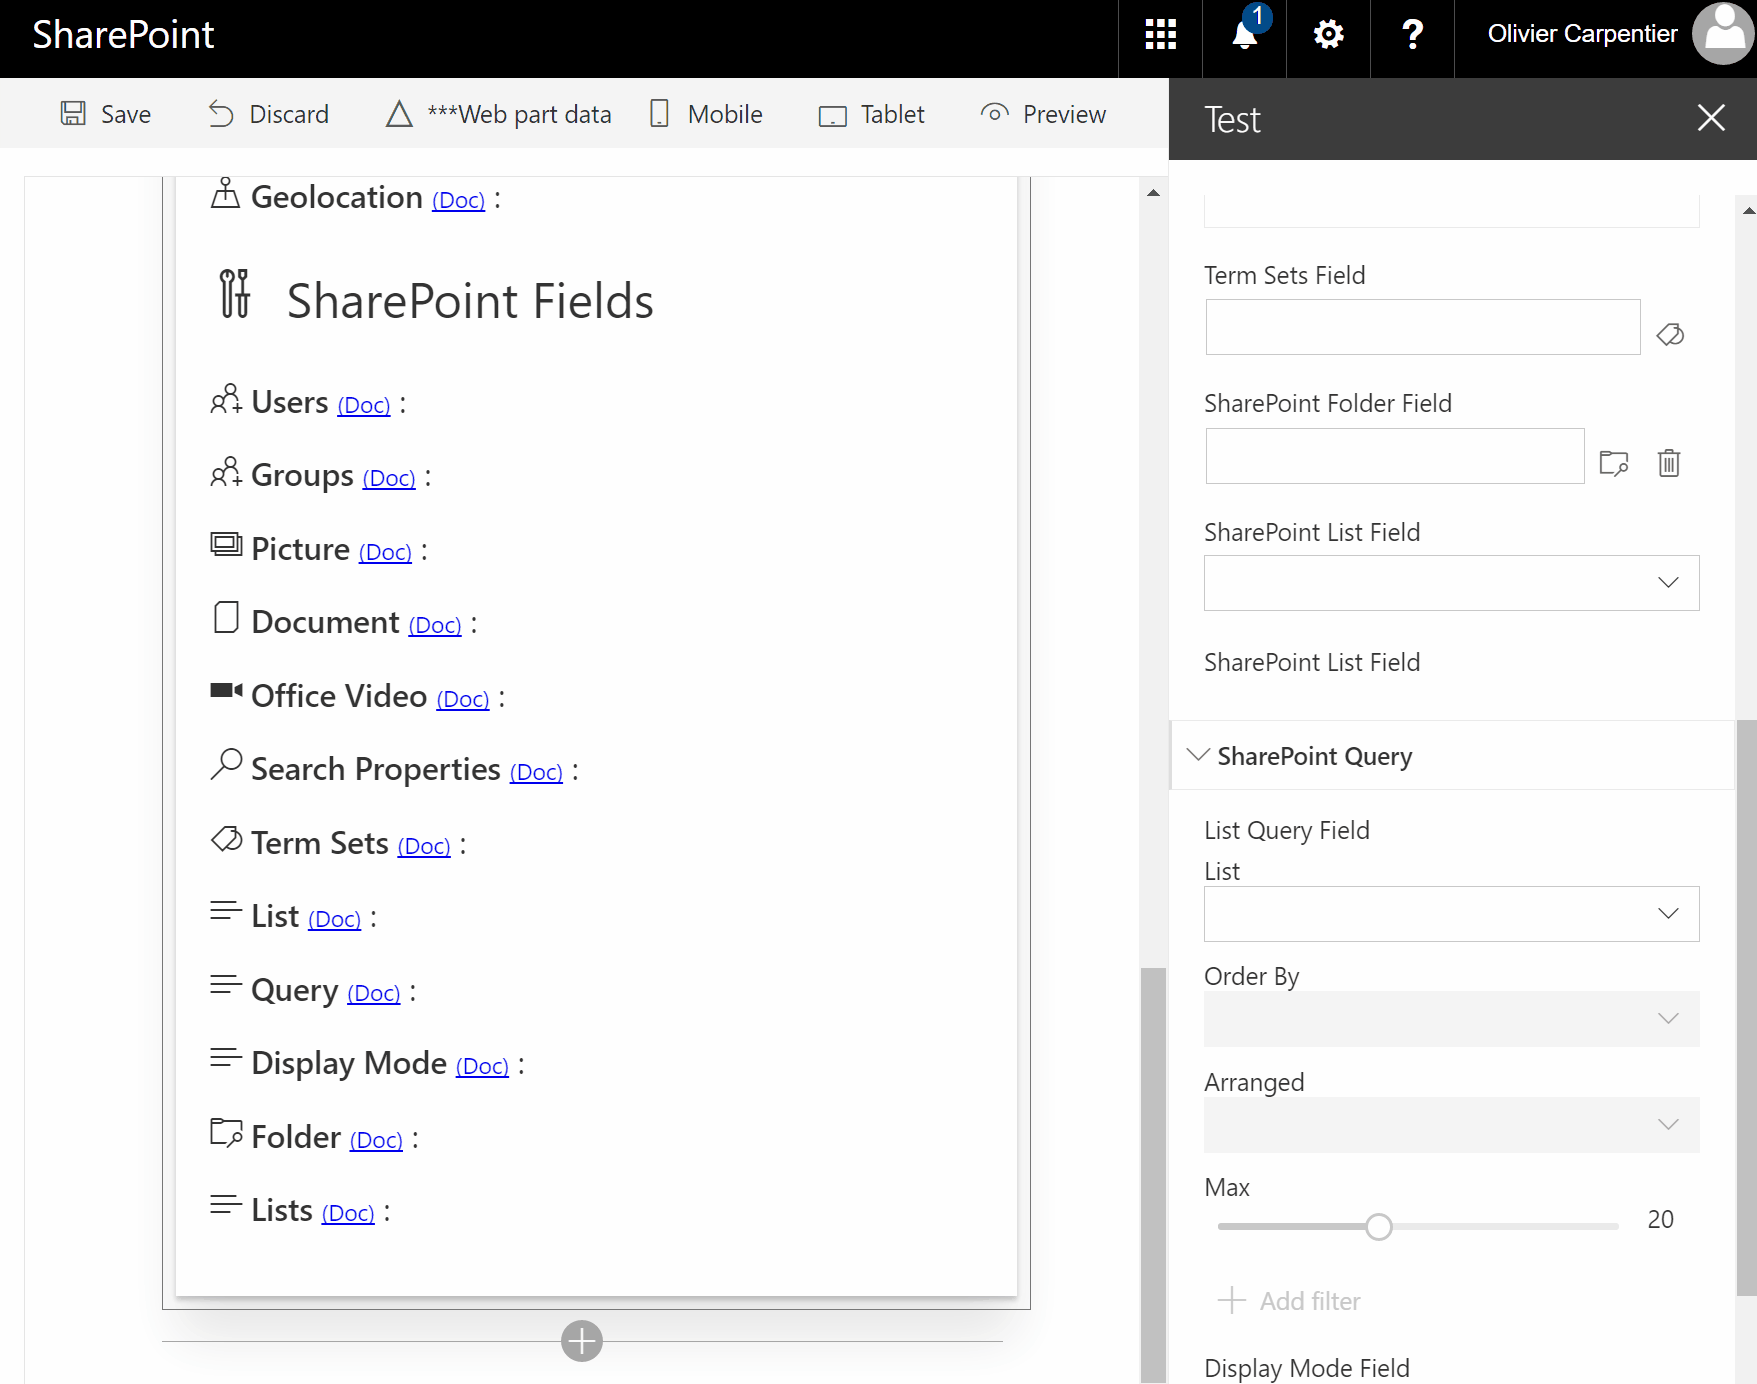 SharePoint
1
?
Olivier Carpentier
Save
Discard
***Web part data
Mobile
Tablet
Preview
Geolocation (Doc) :
SharePoint Fields
Users (Doc) :
Groups (Doc) :
Picture (Doc) :
Document (Doc) :
Office Video (Doc) :
Search Properties (Doc) :
Term Sets (Doc) :
List (Doc) :
Query (Doc) :
Display Mode (Doc) :
Folder (Doc) :
Lists (Doc) :
Test
Term Sets Field
SharePoint Folder Field
SharePoint List Field
SharePoint List Field
SharePoint Query
List Query Field
List
Order By
Arranged
Max
20
Add filter
Display Mode Field